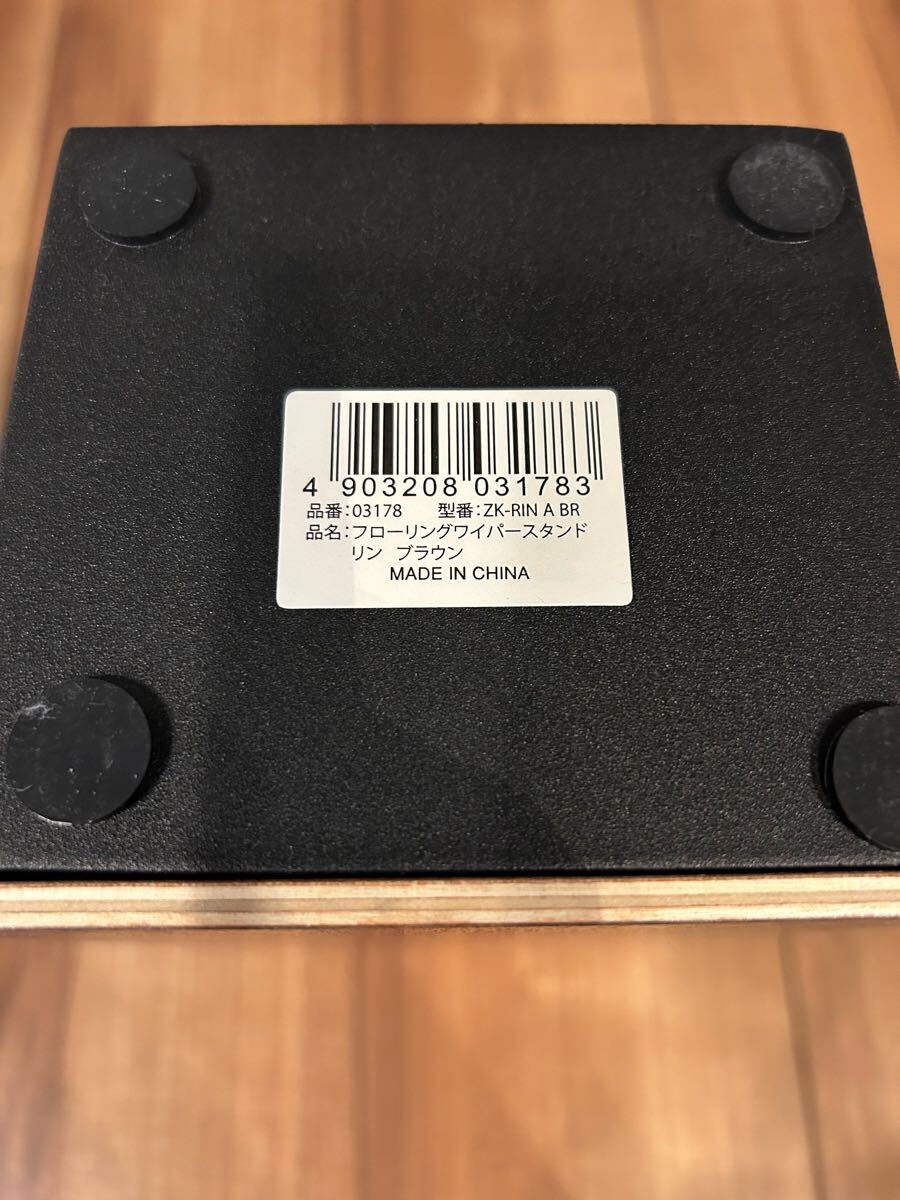 4 903208 031783
品番:03178 型番:ZK-RIN A BR
品名:フローリングワイパースタンド
リン ブラウン
MADE IN CHINA